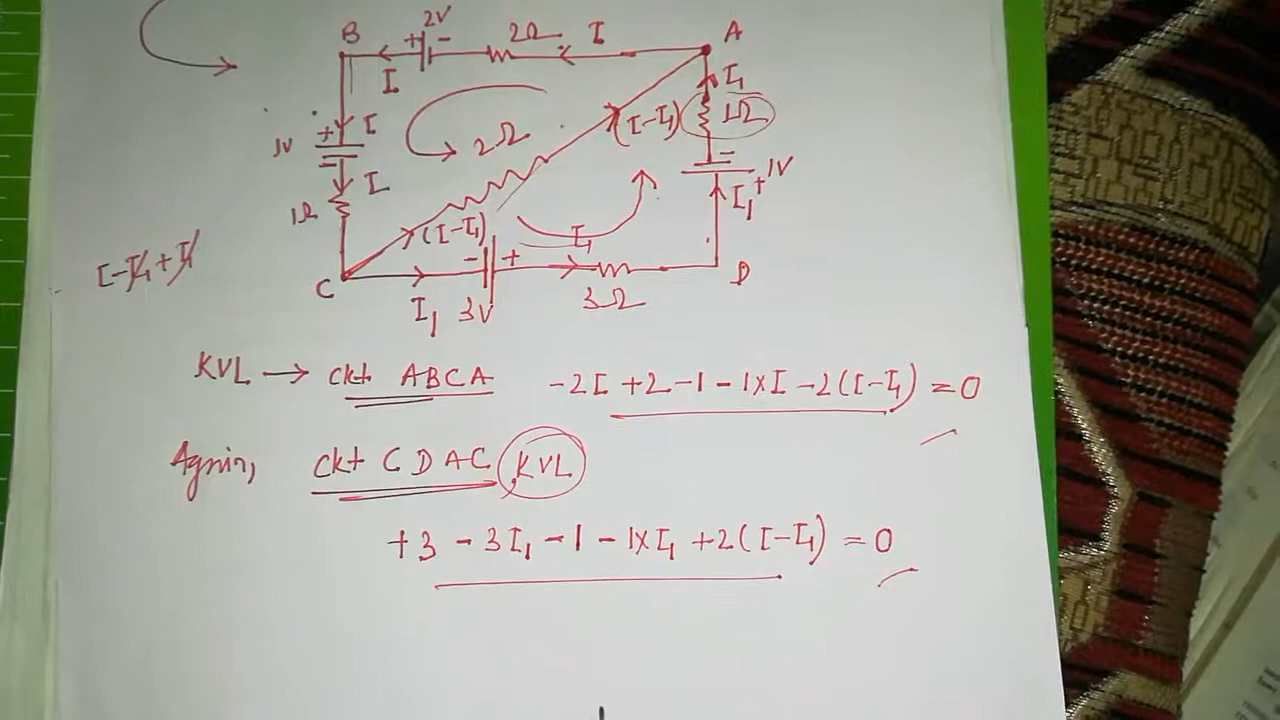 2V
B + - 2Ω I A
I I₁
I (I-I₁) 1Ω
1V + 2Ω -
- I + 1V
1Ω I₁
(I-I₁) I₁
I-I₁+I₁ - + D
C 3Ω
I₁ 3V
KVL → ckt ABCA -2I +2-1-1×I-2(I-I₁) = 0
Again, ckt CDAC KVL
+3 - 3I₁ - 1 - 1×I₁ +2(I-I₁) = 0